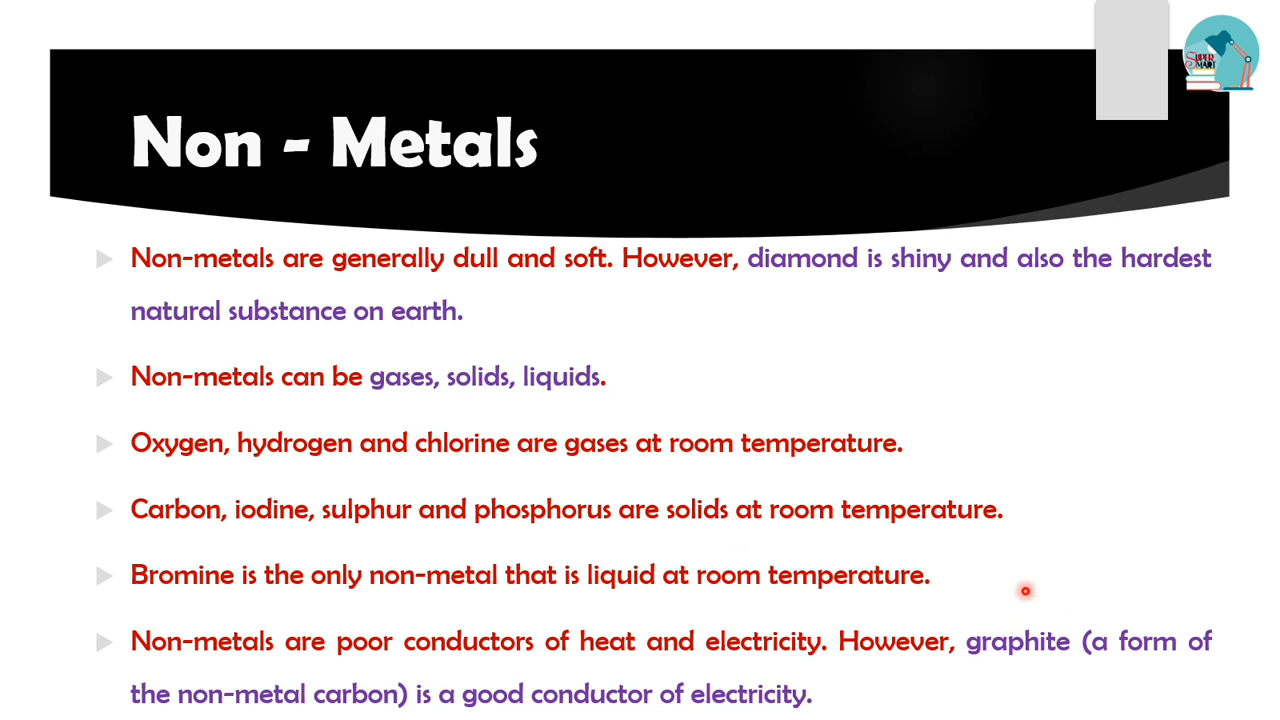 SUPER
SMART
Non - Metals
Non-metals are generally dull and soft. However, diamond is shiny and also the hardest
natural substance on earth.
Non-metals can be gases, solids, liquids.
Oxygen, hydrogen and chlorine are gases at room temperature.
Carbon, iodine, sulphur and phosphorus are solids at room temperature.
Bromine is the only non-metal that is liquid at room temperature.
Non-metals are poor conductors of heat and electricity. However, graphite (a form of
the non-metal carbon) is a good conductor of electricity.